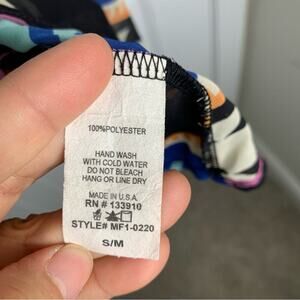 100%POLYESTER
HAND WASH
WITH COLD WATER
DO NOT BLEACH
HANG OR LINE DRY
MADE IN U.S.A.
RN # 133910
STYLE# MF1-0220
S/M